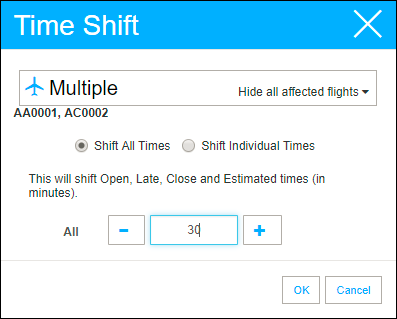 Time Shift
Multiple
Hide all affected flights
AA0001, AC0002
Shift All Times
Shift Individual Times
This will shift Open, Late, Close and Estimated times (in
minutes).
All
30
OK
Cancel